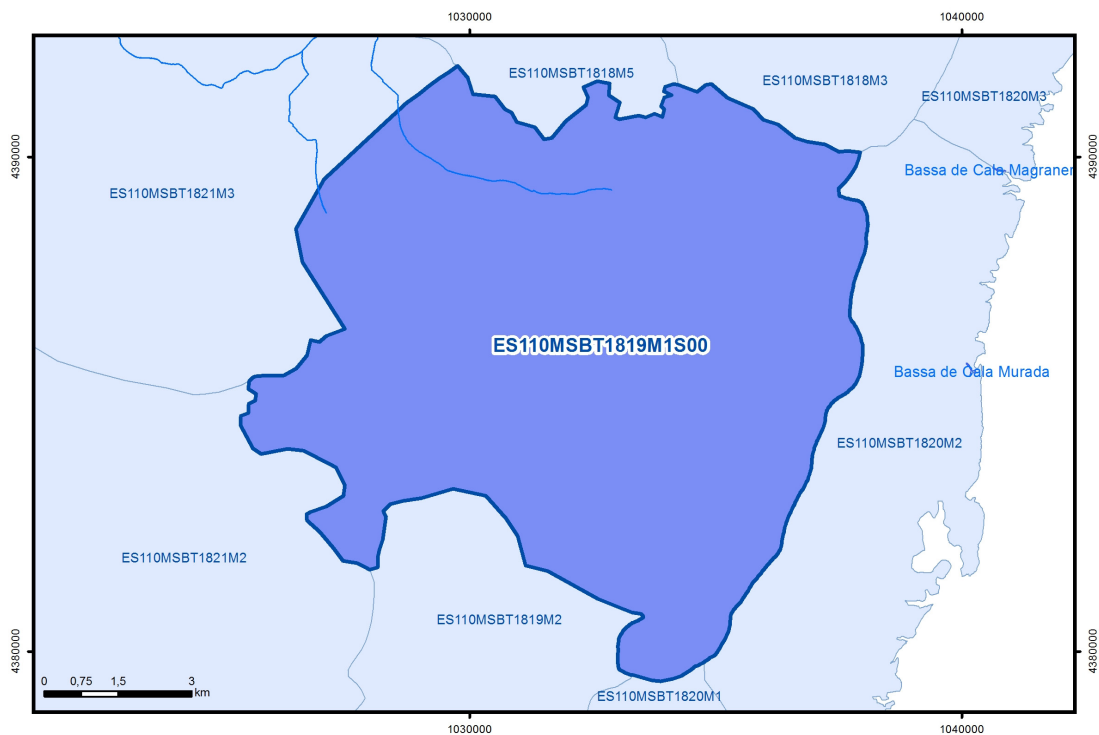 1030000
1040000
ES110MSBT1818M5
ES110MSBT1818M3
ES110MSBT1820M3
4390000
4390000
Bassa de Cala Magraner
ES110MSBT1821M3
ES110MSBT1819M1S00
Bassa de Cala Murada
ES110MSBT1820M2
ES110MSBT1821M2
ES110MSBT1819M2
4380000
4380000
0 0,75 1,5 3
km
ES110MSBT1820M1
1030000
1040000